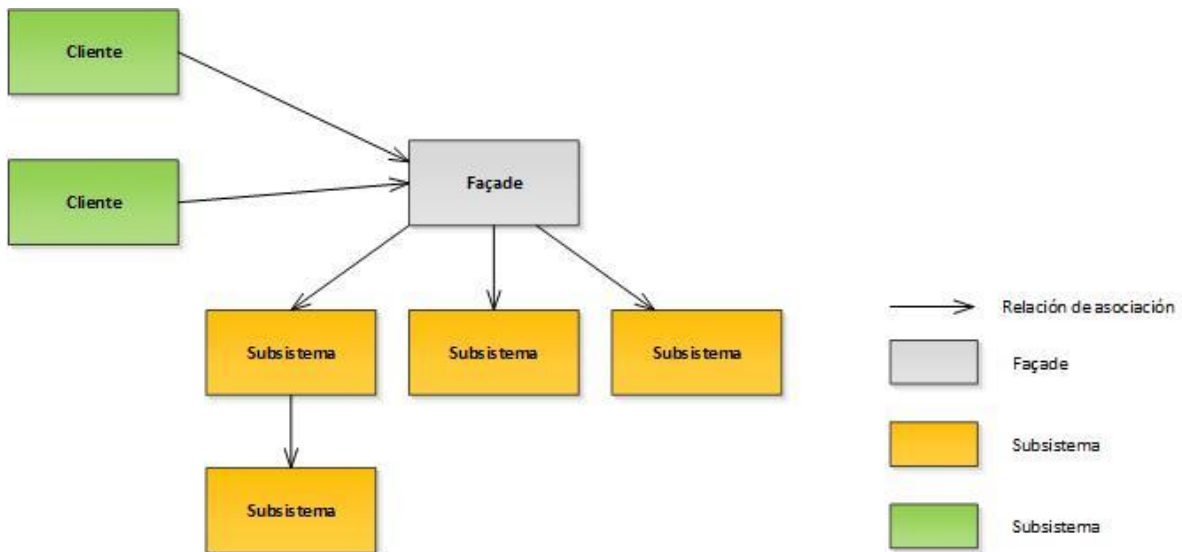 Cliente
Cliente
Façade
Subsistema
Subsistema
Subsistema
Subsistema
Relación de asociación
Façade
Subsistema
Subsistema